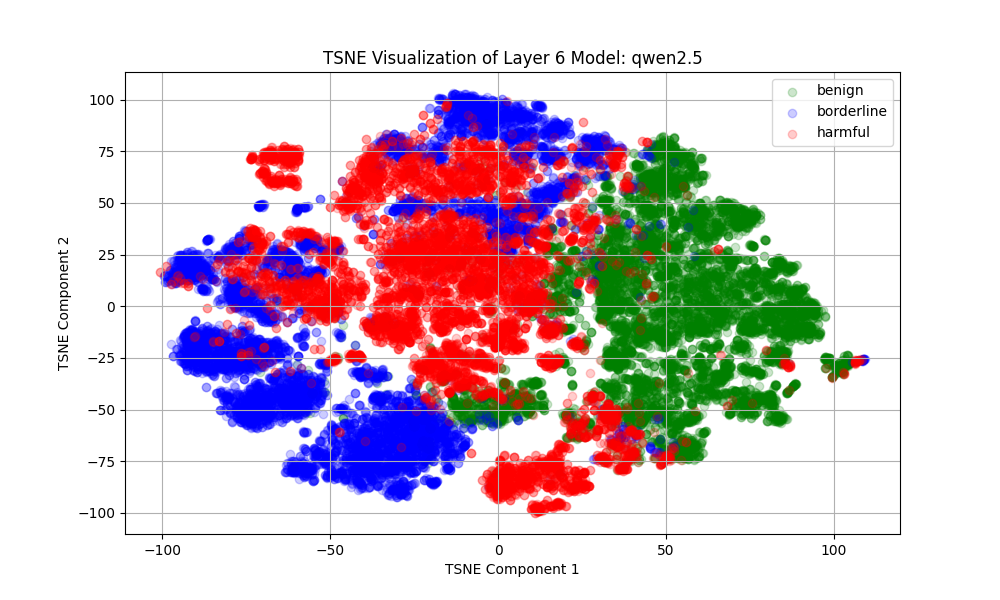 TSNE Visualization of Layer 6 Model: qwen2.5
benign
borderline
harmful
TSNE Component 2
100
75
50
25
0
−25
−50
−75
−100
−100
−50
0
50
100
TSNE Component 1